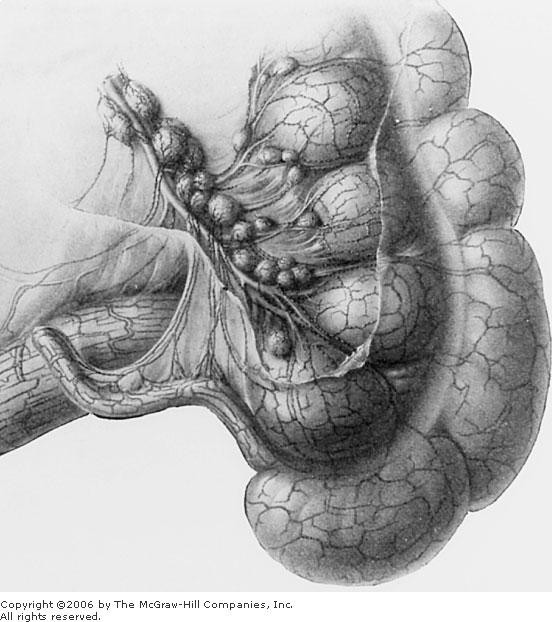 Copyright ©2006 by The McGraw-Hill Companies, Inc.
All rights reserved.